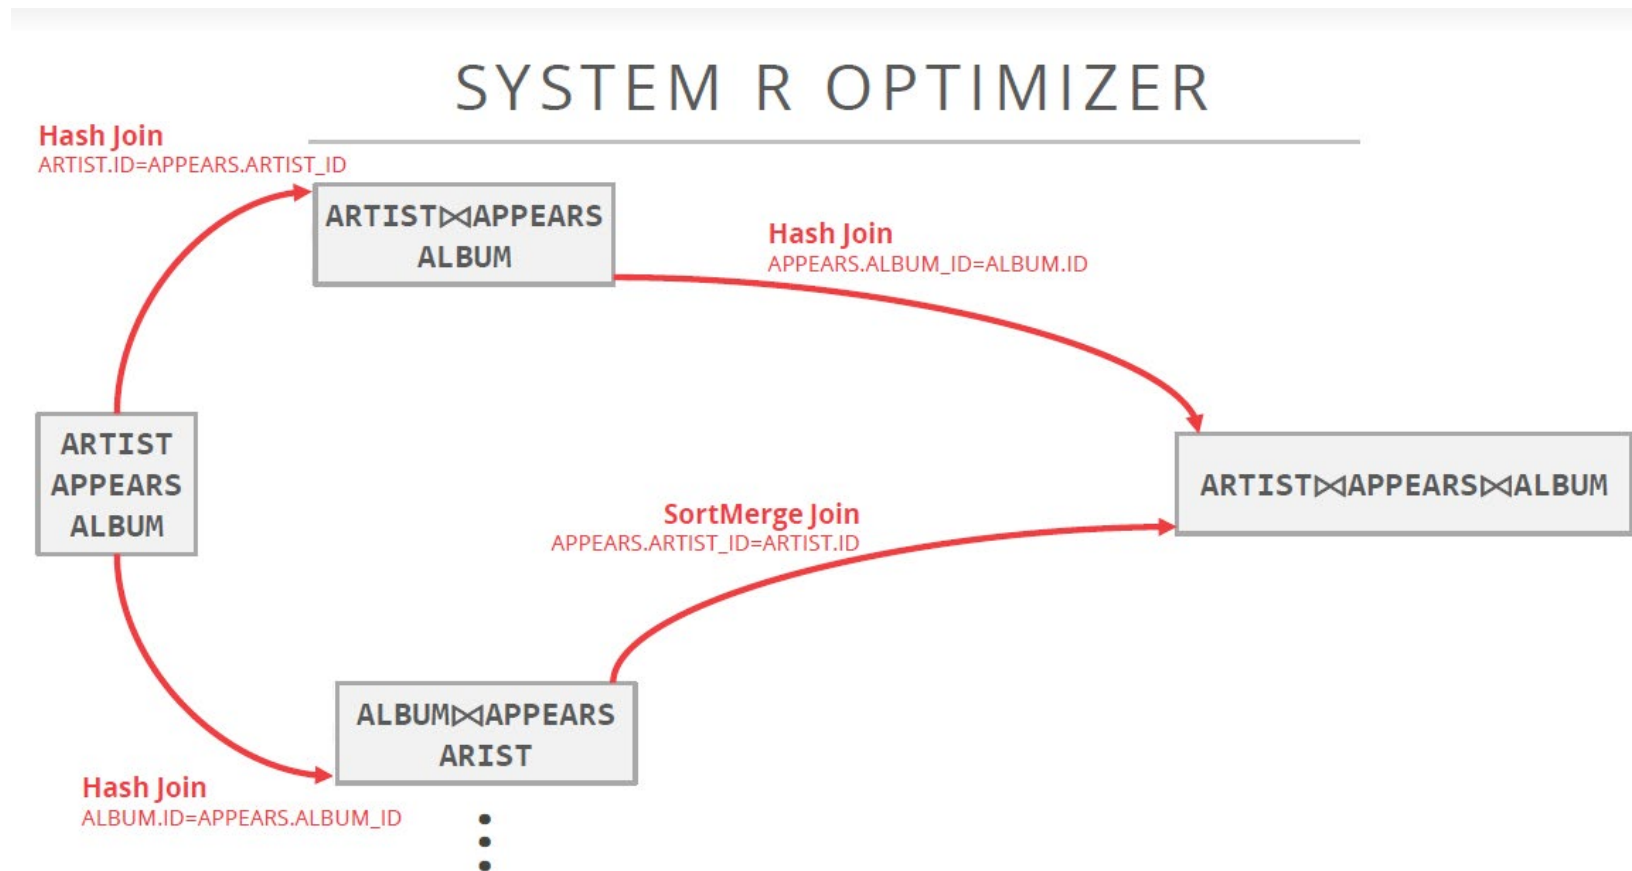 SYSTEM R OPTIMIZER
Hash Join
ARTIST.ID=APPEARS.ARTIST_ID
ARTIST⋈APPEARS
ALBUM
Hash Join
APPEARS.ALBUM_ID=ALBUM.ID
ARTIST
APPEARS
ALBUM
ARTIST⋈APPEARS⋈ALBUM
SortMerge Join
APPEARS.ARTIST_ID=ARTIST.ID
ALBUM⋈APPEARS
ARIST
Hash Join
ALBUM.ID=APPEARS.ALBUM_ID